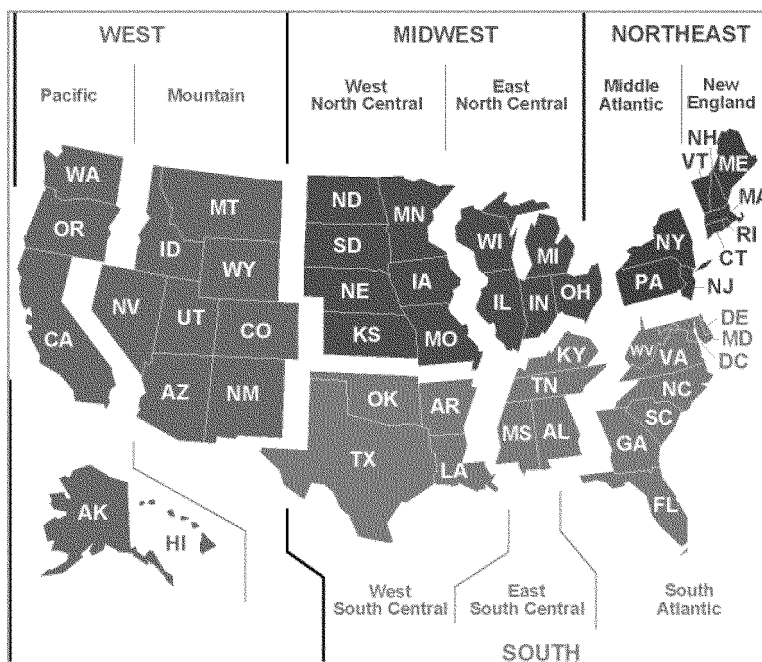 WEST
MIDWEST
NORTHEAST
Pacific
Mountain
West
North Central
East
North Central
Middle
Atlantic
New
England
WA
OR
CA
NV
ID
MT
WY
UT
CO
AZ
NM
AK
HI
ND
SD
NE
KS
MN
IA
MO
WI
MI
IL
IN
OH
NH
VT
ME
MA
RI
CT
NY
PA
NJ
DE
MD
DC
WV
VA
NC
SC
GA
FL
KY
TN
MS
AL
OK
AR
TX
LA
West
South Central
East
South Central
South
Atlantic
SOUTH